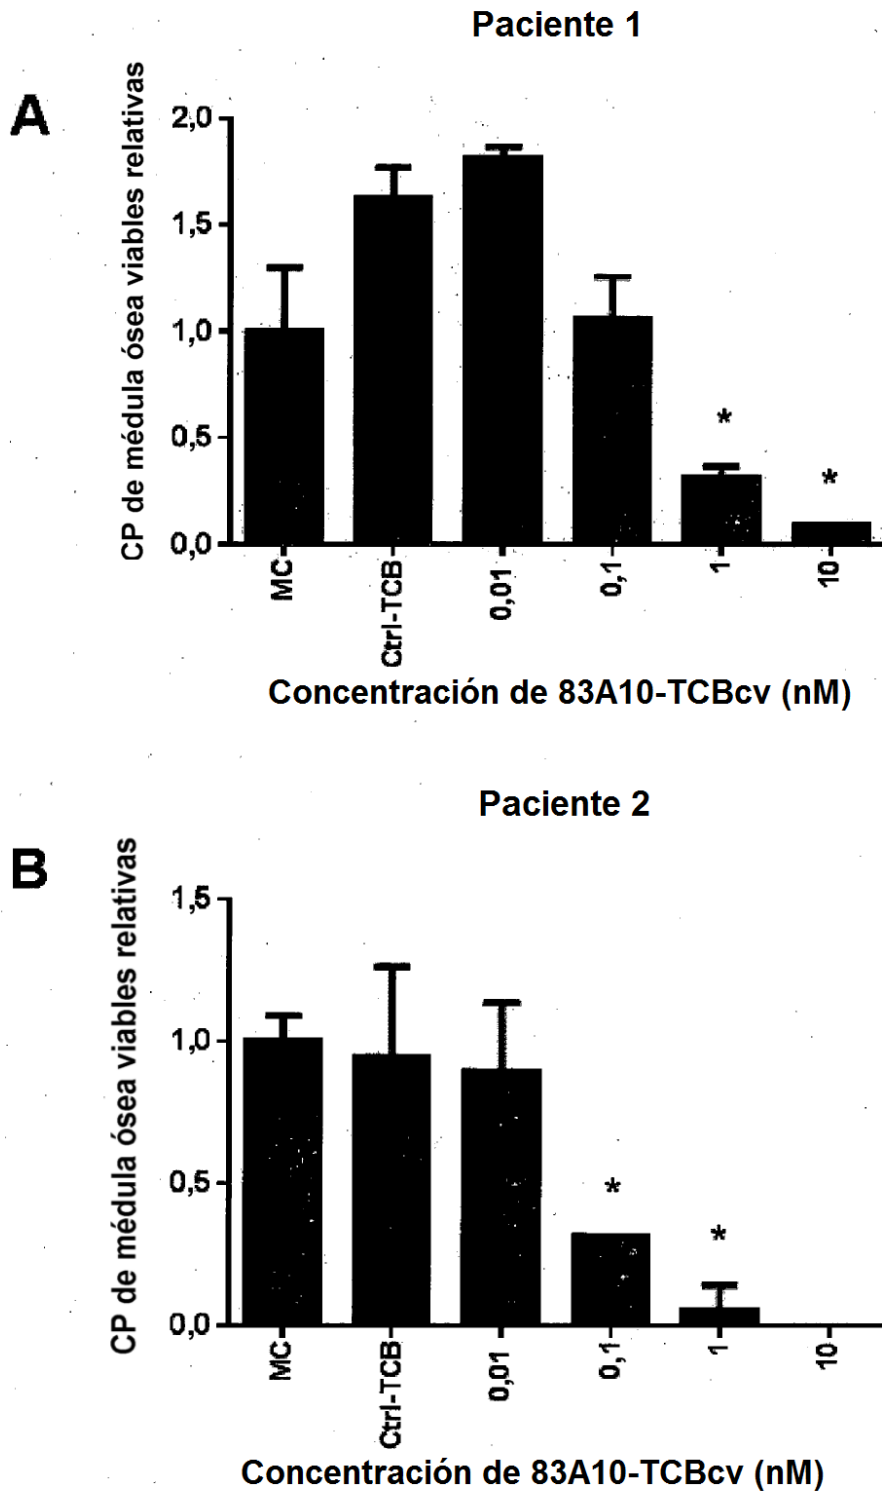 Paciente 1
A
CP de médula ósea viables relativas
2,0
1,5
1,0
0,5
0,0
*
*
MC
Ctrl-TCB
0,01
0,1
1
10
Concentración de 83A10-TCBcv (nM)
Paciente 2
B
CP de médula ósea viables relativas
1,5
1,0
0,5
0,0
*
*
MC
Ctrl-TCB
0,01
0,1
1
10
Concentración de 83A10-TCBcv (nM)